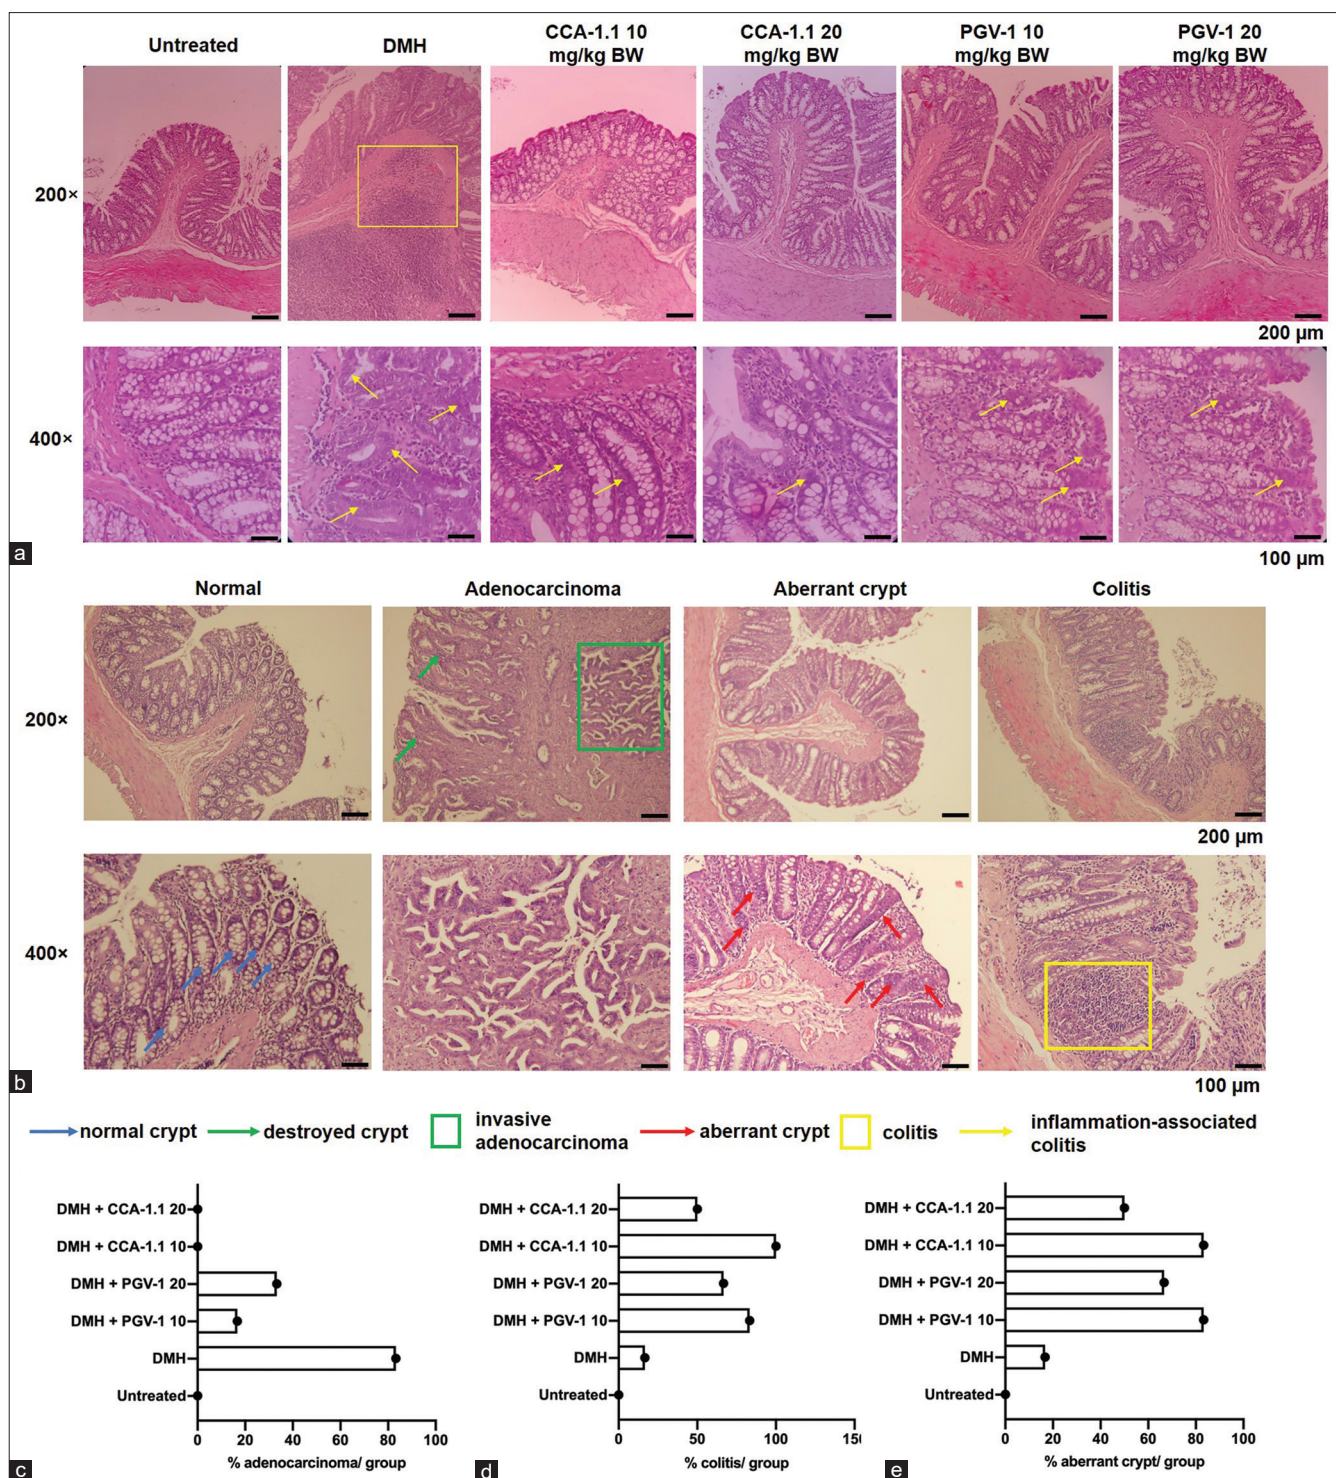 Untreated
DMH
CCA-1.1 10
mg/kg BW
CCA-1.1 20
mg/kg BW
PGV-1 10
mg/kg BW
PGV-1 20
mg/kg BW
200×
200 µm
400×
100 µm
a
Normal
Adenocarcinoma
Aberrant crypt
Colitis
200×
200 µm
400×
100 µm
b
normal crypt
destroyed crypt
invasive
adenocarcinoma
aberrant crypt
colitis
inflammation-associated
colitis
DMH + CCA-1.1 20
DMH + CCA-1.1 10
DMH + PGV-1 20
DMH + PGV-1 10
DMH
Untreated
0 20 40 60 80 100
% adenocarcinoma/ group
c
DMH + CCA-1.1 20
DMH + CCA-1.1 10
DMH + PGV-1 20
DMH + PGV-1 10
DMH
Untreated
0 50 100 150
% colitis/ group
d
DMH + CCA-1.1 20
DMH + CCA-1.1 10
DMH + PGV-1 20
DMH + PGV-1 10
DMH
Untreated
0 20 40 60 80 100
% aberrant crypt/ group
e